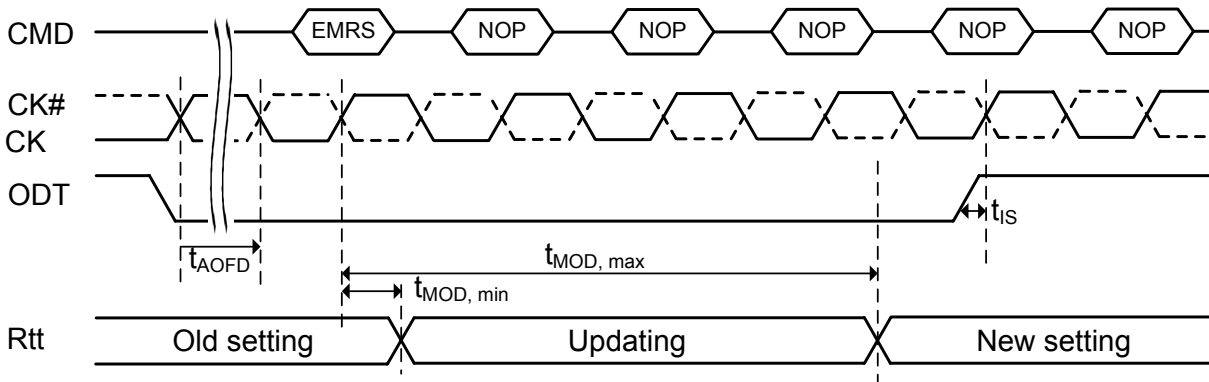 CMD EMRS NOP NOP NOP NOP NOP
CK#
CK
ODT
tIS
tAOFD
tMOD, max
tMOD, min
Rtt Old setting Updating New setting